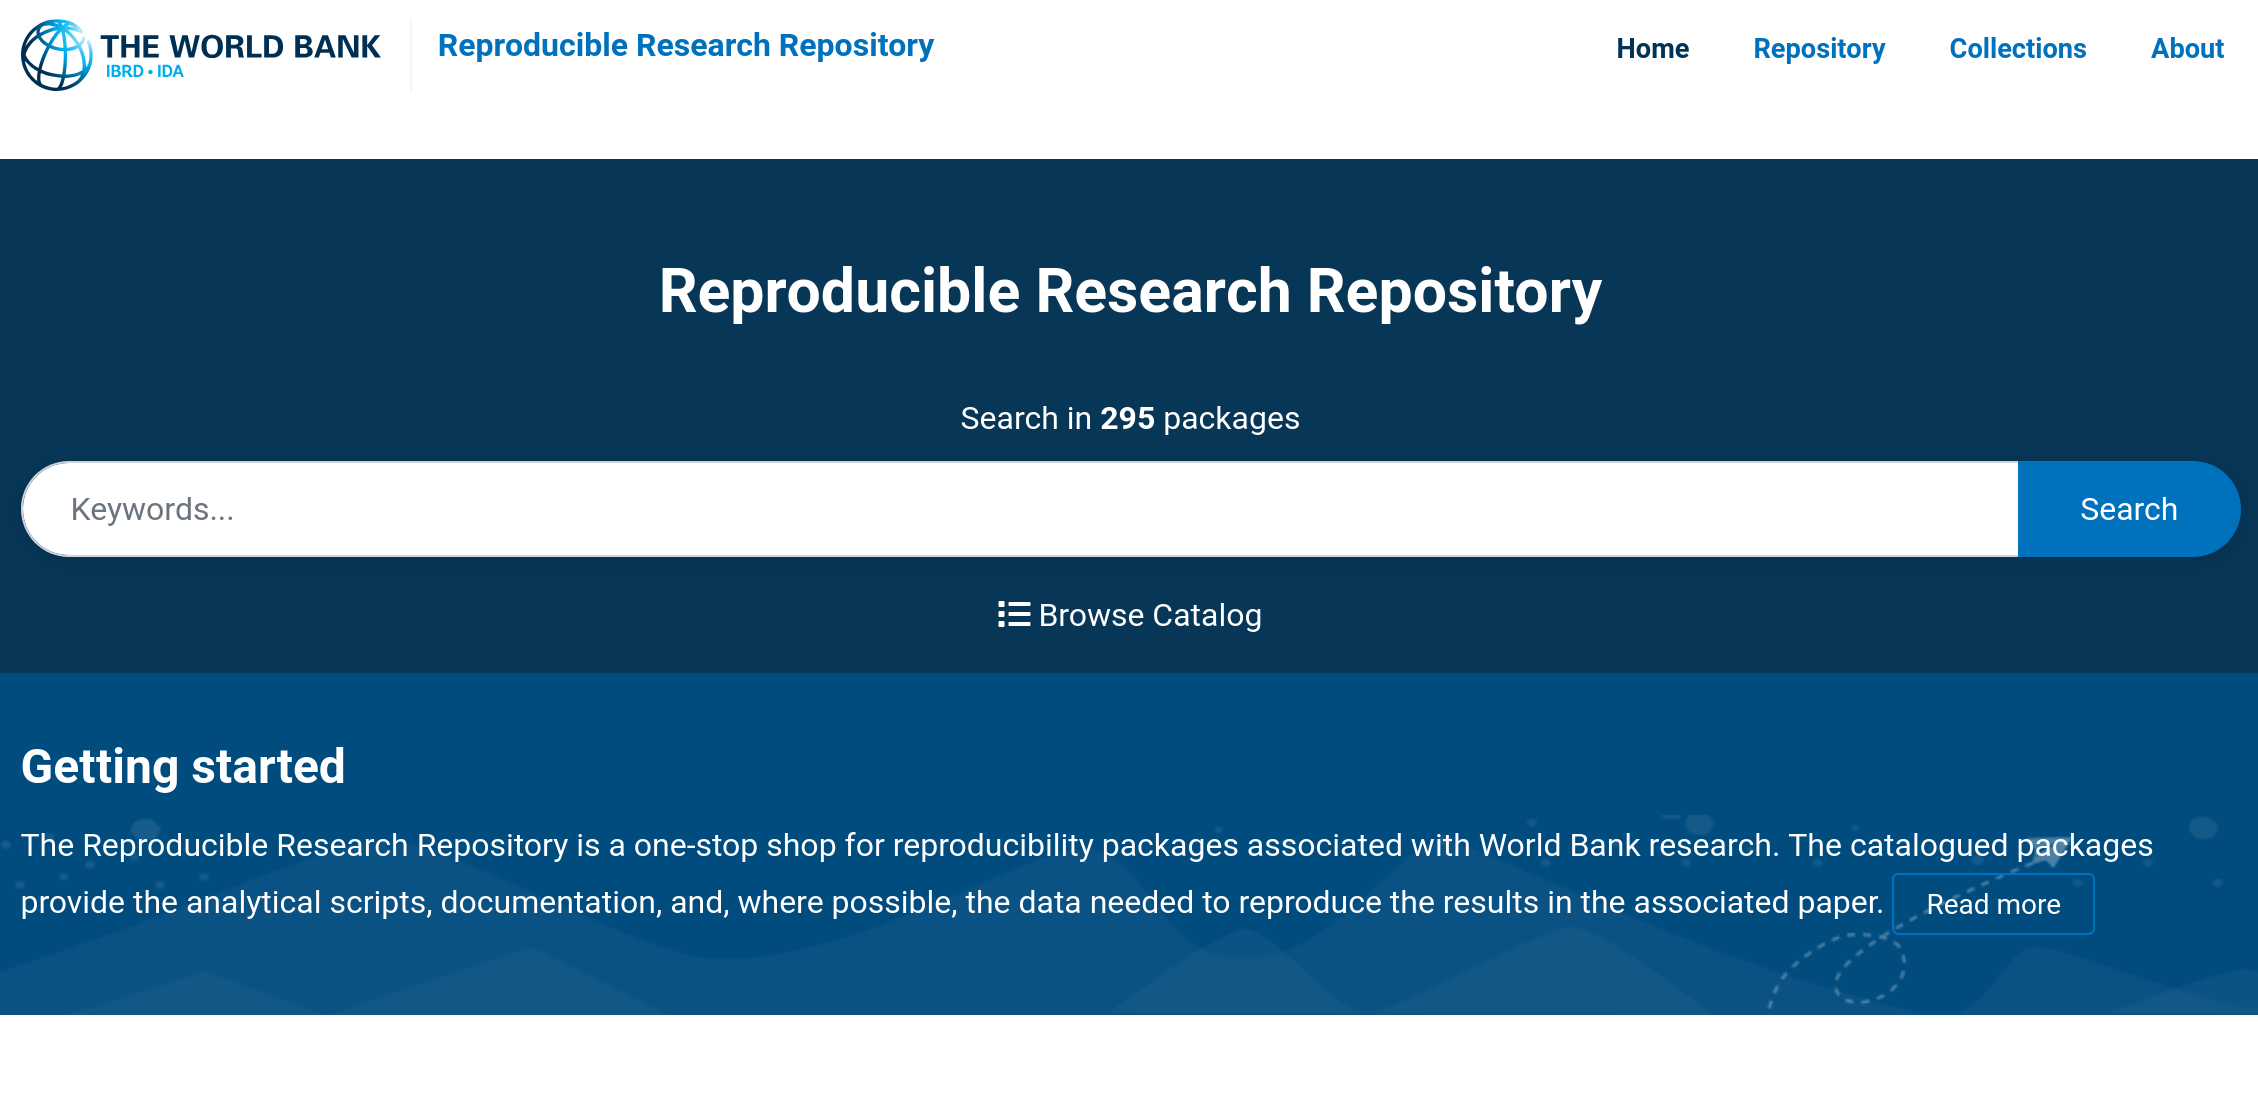 THE WORLD BANK
IBRD • IDA
Reproducible Research Repository
Home Repository Collections About
Reproducible Research Repository
Search in 295 packages
Keywords...
Search
Browse Catalog
Getting started
The Reproducible Research Repository is a one-stop shop for reproducibility packages associated with World Bank research. The catalogued packages
provide the analytical scripts, documentation, and, where possible, the data needed to reproduce the results in the associated paper. Read more